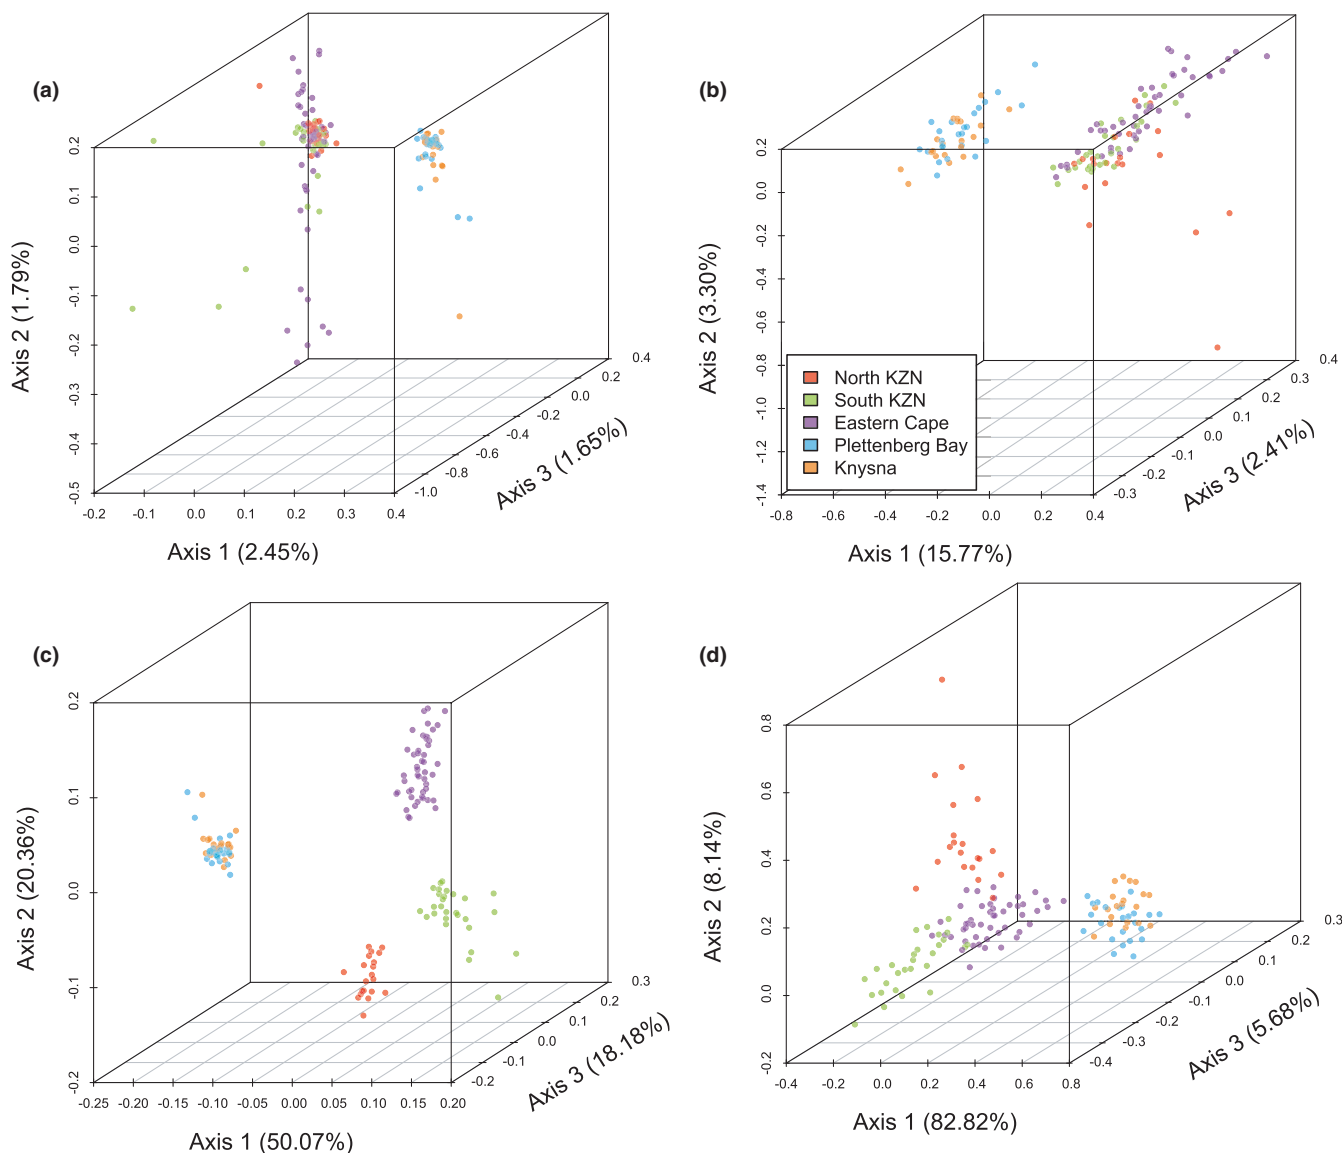 (a)
0.2
0.1
0.0
-0.1
-0.2
-0.3
-0.4
-0.5
Axis 2 (1.79%)
-0.2 -0.1 0.0 0.1 0.2 0.3 0.4
Axis 1 (2.45%)
-1.0 -0.8 -0.6 -0.4 -0.2 0.0 0.2 0.4
Axis 3 (1.65%)
(b)
0.2
0.0
-0.2
-0.4
-0.6
-0.8
-1.0
-1.2
-1.4
Axis 2 (3.30%)
North KZN
South KZN
Eastern Cape
Plettenberg Bay
Knysna
-0.8 -0.6 -0.4 -0.2 0.0 0.2 0.4
Axis 1 (15.77%)
-0.3 -0.2 -0.1 0.0 0.1 0.2 0.3 0.4
Axis 3 (2.41%)
(c)
0.2
0.1
0.0
-0.1
-0.2
Axis 2 (20.36%)
-0.25 -0.20 -0.15 -0.10 -0.05 0.00 0.05 0.10 0.15 0.20
Axis 1 (50.07%)
-0.2 -0.1 0.0 0.1 0.2 0.3
Axis 3 (18.18%)
(d)
0.8
0.6
0.4
0.2
0.0
-0.2
Axis 2 (8.14%)
-0.4 -0.2 0.0 0.2 0.4 0.6 0.8
Axis 1 (82.82%)
-0.4 -0.3 -0.2 -0.1 0.0 0.1 0.2 0.3
Axis 3 (5.68%)